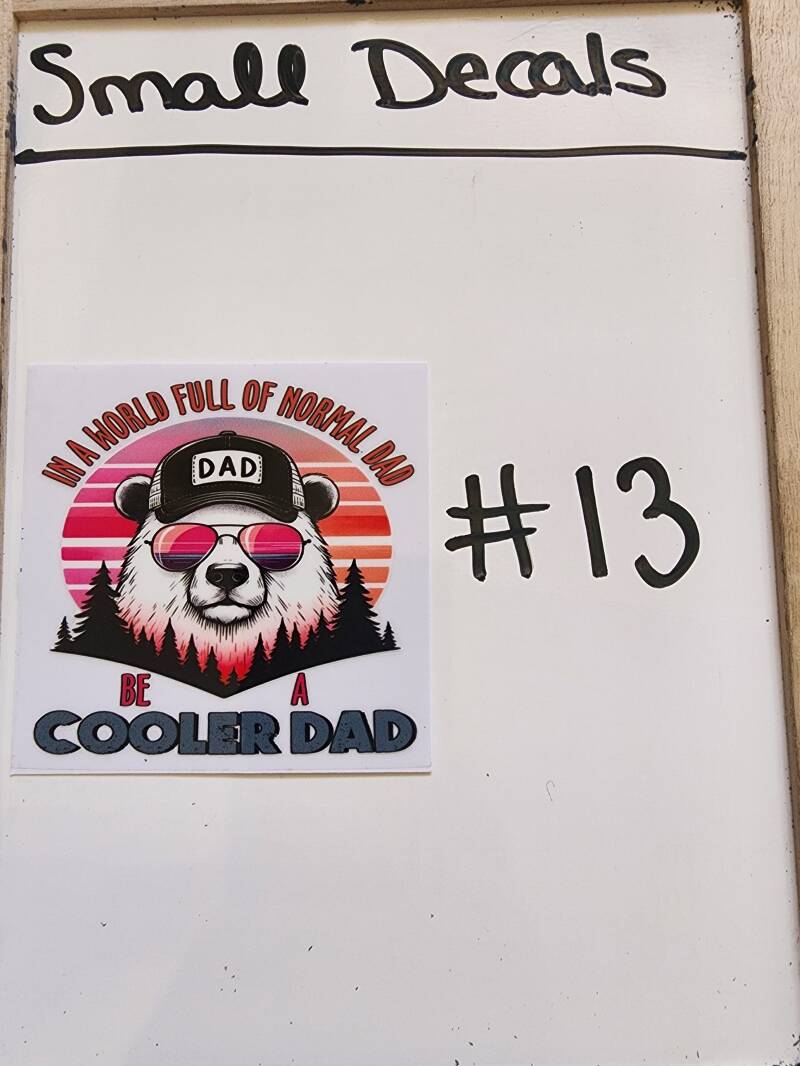 Small Decals
IN A WORLD FULL OF NORMAL DAD
DAD
#13
BE A
COOLER DAD